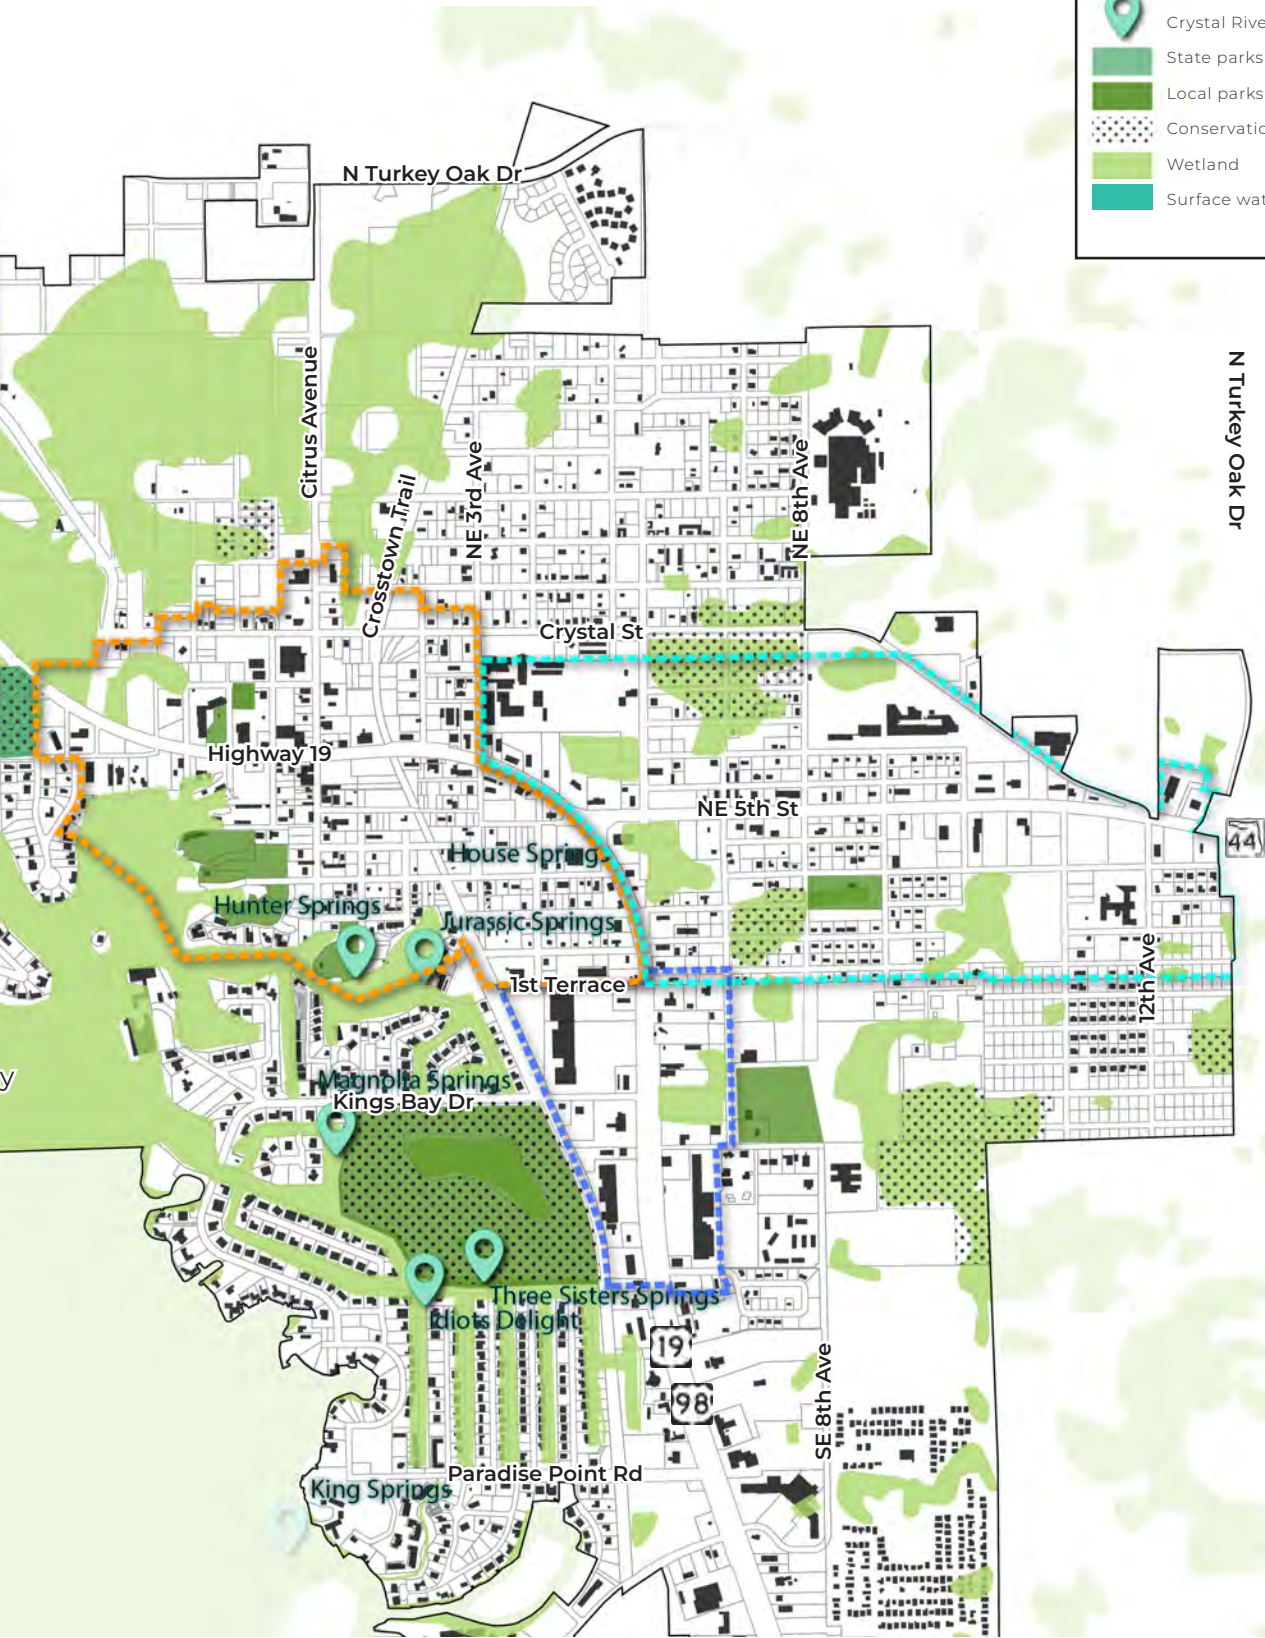 Crystal Rive
State parks
Local parks
Conservatio
Wetland
Surface wat
N Turkey Oak Dr
N Turkey Oak Dr
Citrus Avenue
Crosstown Trail
NE 3rd Ave
NE 8th Ave
Crystal St
Highway 19
NE 5th St
44
House Springs
Hunter Springs
Jurassic Springs
1st Terrace
12th Ave
y
Magnolia Springs
Kings Bay Dr
Three Sisters Springs
Idiots Delight
19
98
SE 8th Ave
Paradise Point Rd
King Springs